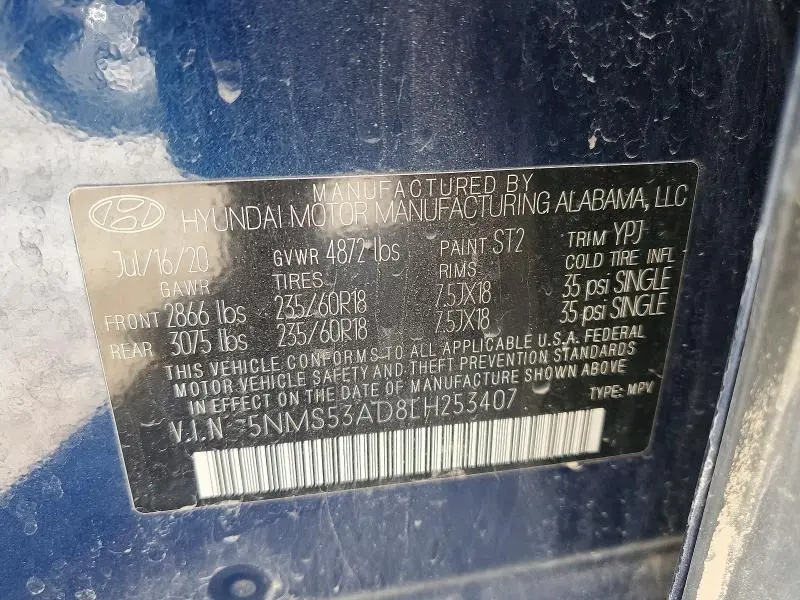 MANUFACTURED BY
HYUNDAI MOTOR MANUFACTURING ALABAMA, LLC
Jul/16/20 GVWR 4872 lbs PAINT ST2 TRIM YPJ
GAWR TIRES RIMS COLD TIRE INFL
FRONT 2866 lbs 235/60R18 7.5JX18 35 psi SINGLE
REAR 3075 lbs 235/60R18 7.5JX18 35 psi SINGLE
THIS VEHICLE CONFORMS TO ALL APPLICABLE U.S.A. FEDERAL
MOTOR VEHICLE SAFETY AND THEFT PREVENTION STANDARDS
IN EFFECT ON THE DATE OF MANUFACTURE SHOWN ABOVE
V.I.N 5NMS53AD8LH253407 TYPE: MPV